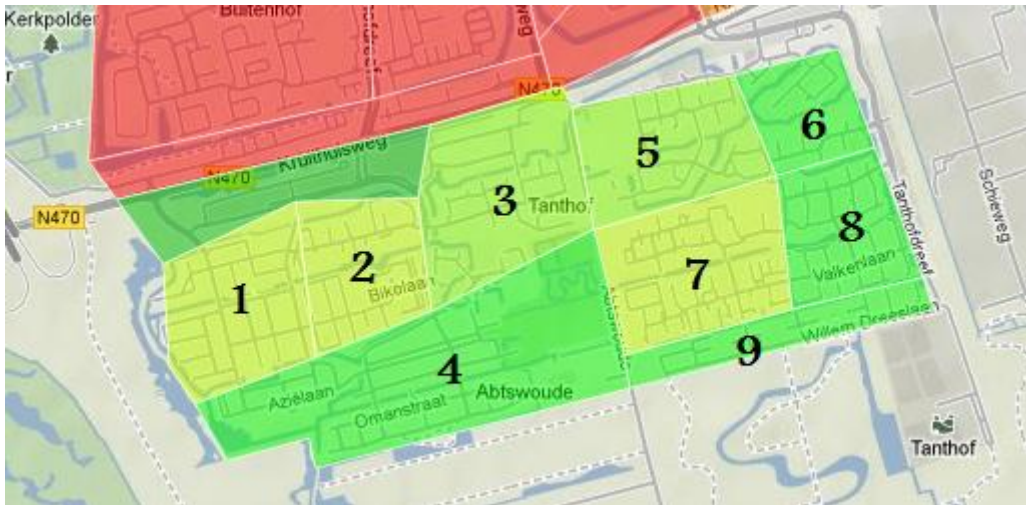 Kerkpolder
Buitenhof
N470
Kruithuisweg
N470
N470
6
5
3
Tanthof
Tanthofdreef
Schieweg
8
2
7
1
Bikolaan
Valkenlaan
Willem Dreeslaan
9
4
Aziëlaan
Abtswoude
Omanstraat
Tanthof